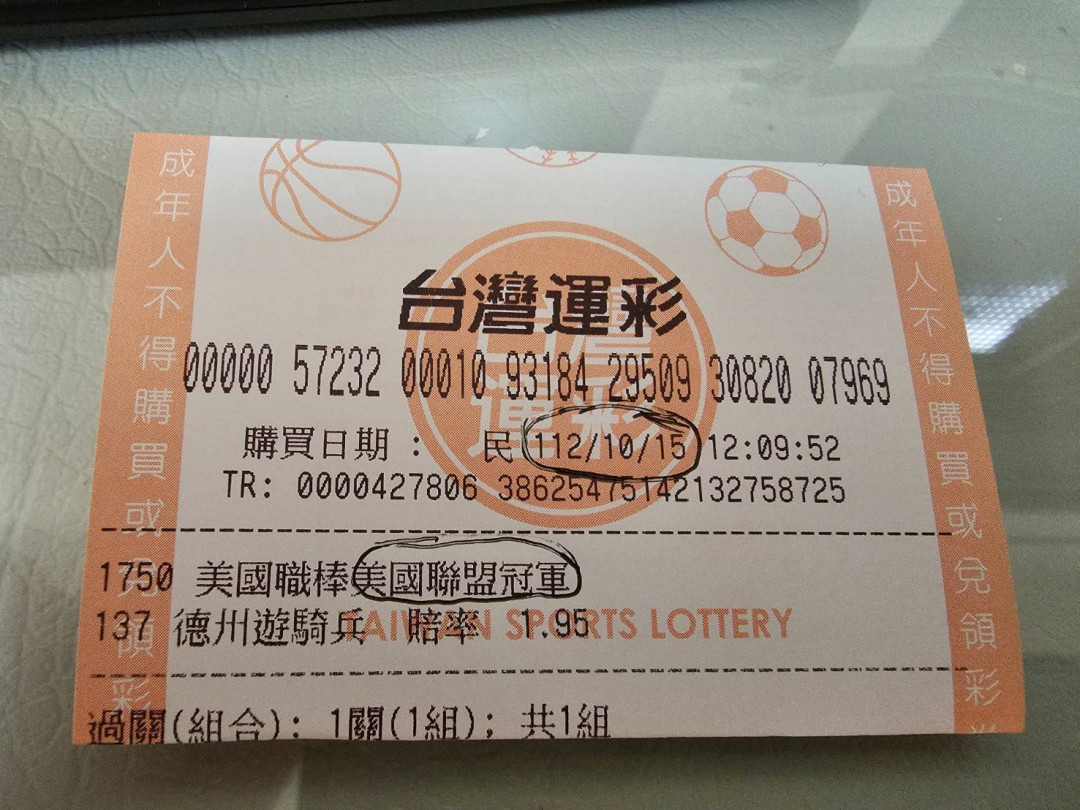 台灣運彩
00000 57232 00010 93184 29509 30820 07969
購買日期： 民 112/10/15 12:09:52
TR: 0000427806 38625475142132758725
1750 美國職棒美國聯盟冠軍
137 德州遊騎兵 賠率 1.95
TAIWAN SPORTS LOTTERY
過關(組合): 1關(1組); 共1組
成年人不得購買或兌領彩
成年人不得購買或兌領彩